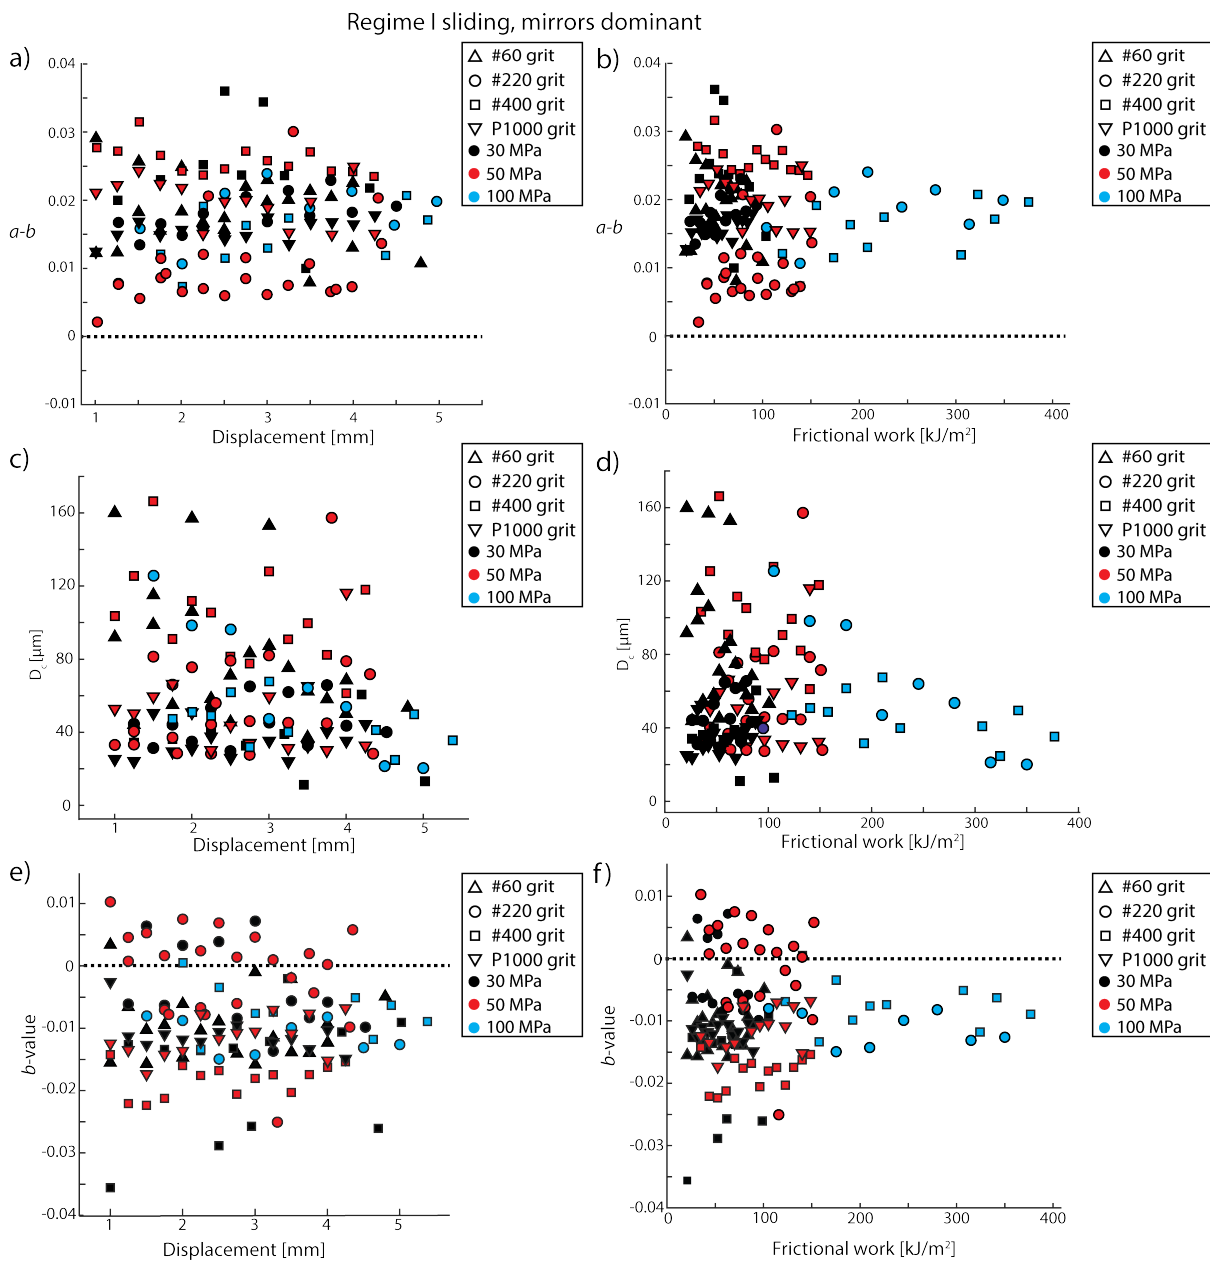 Regime I sliding, mirrors dominant
a)
#60 grit
#220 grit
#400 grit
P1000 grit
30 MPa
50 MPa
100 MPa
0.04
0.03
0.02
a-b
0.01
0
-0.01
1
2
3
4
5
Displacement [mm]
b)
#60 grit
#220 grit
#400 grit
P1000 grit
30 MPa
50 MPa
100 MPa
0.04
0.03
0.02
a-b
0.01
0
-0.01
0
100
200
300
400
Frictional work [kJ/m²]
c)
#60 grit
#220 grit
#400 grit
P1000 grit
30 MPa
50 MPa
100 MPa
160
120
80
Dc [μm]
40
0
1
2
3
4
5
Displacement [mm]
d)
#60 grit
#220 grit
#400 grit
P1000 grit
30 MPa
50 MPa
100 MPa
160
120
80
Dc [μm]
40
0
0
100
200
300
400
Frictional work [kJ/m²]
e)
#60 grit
#220 grit
#400 grit
P1000 grit
30 MPa
50 MPa
100 MPa
0.01
0
-0.01
b-value
-0.02
-0.03
-0.04
1
2
3
4
5
Displacement [mm]
f)
#60 grit
#220 grit
#400 grit
P1000 grit
30 MPa
50 MPa
100 MPa
0.01
0
-0.01
b-value
-0.02
-0.03
-0.04
0
100
200
300
400
Frictional work [kJ/m²]